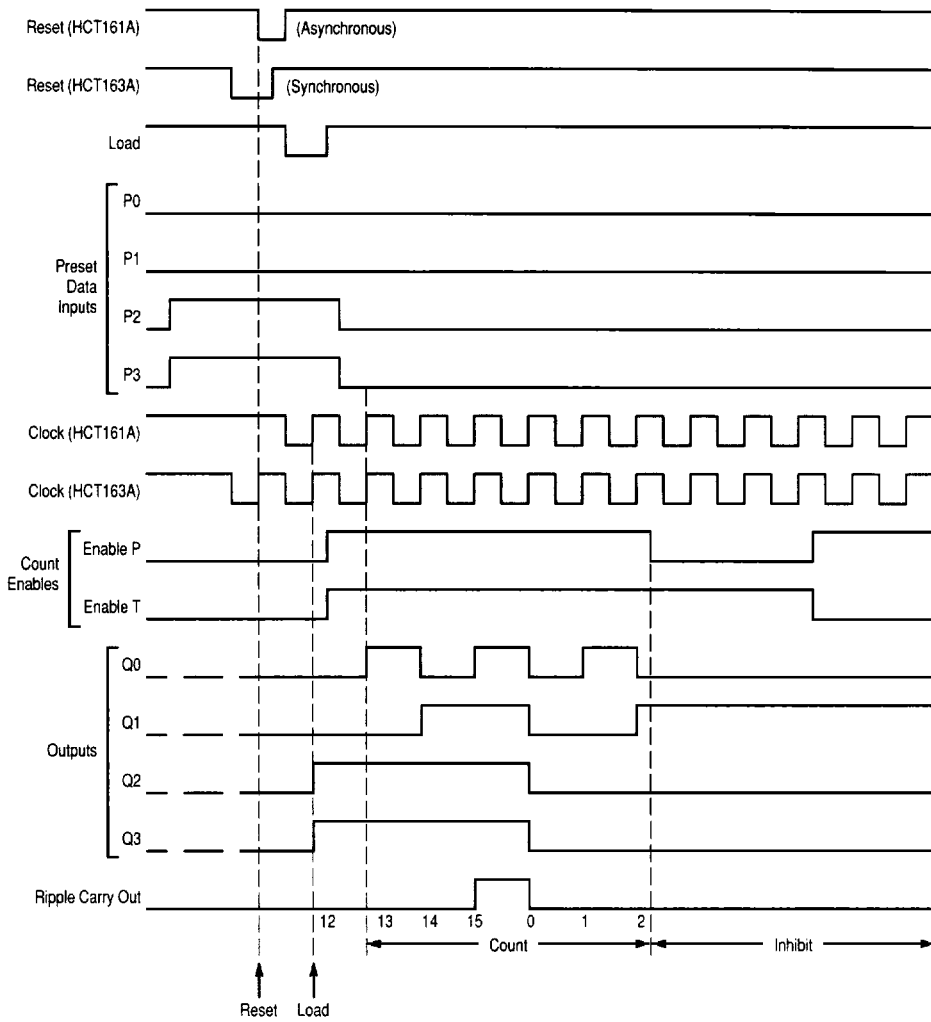 Reset (HCT161A)
(Asynchronous)
Reset (HCT163A)
(Synchronous)
Load
P0
P1
Preset
Data
Inputs
P2
P3
Clock (HCT161A)
Clock (HCT163A)
Enable P
Count
Enables
Enable T
Q0
Q1
Outputs
Q2
Q3
Ripple Carry Out
12 13 14 15 0 1 2
Count Inhibit
Reset Load